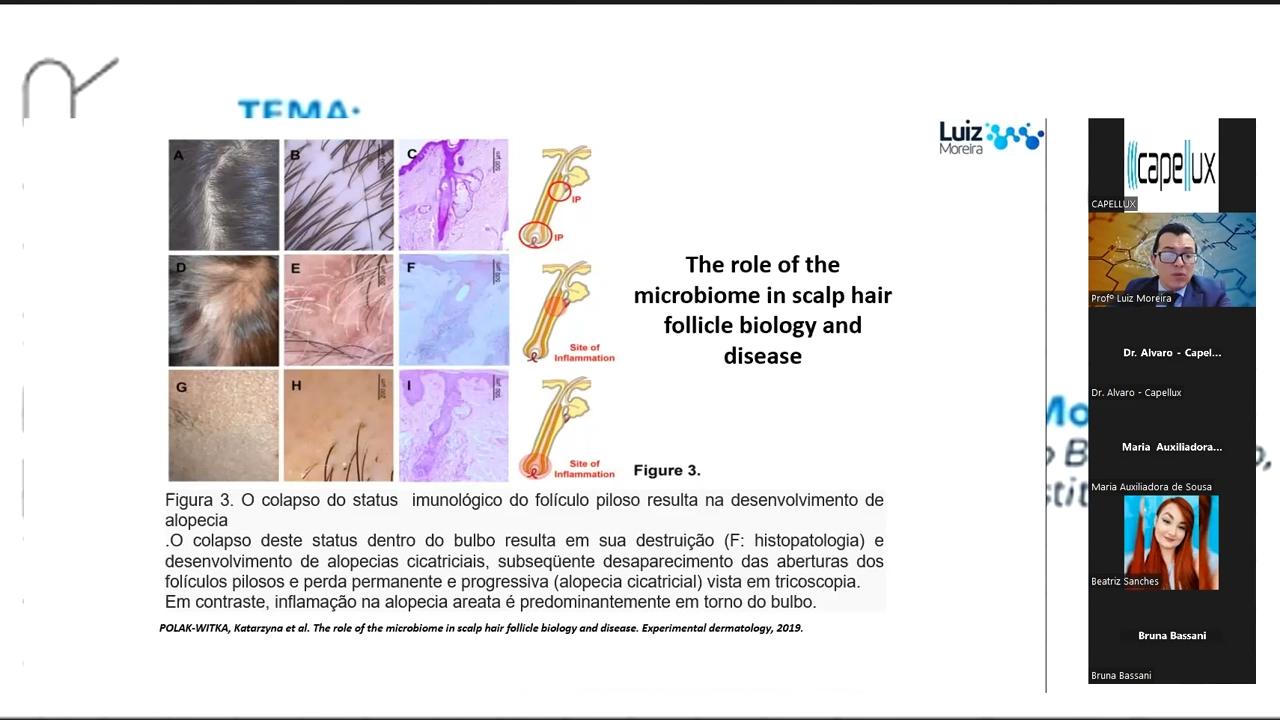 TEMA:
Luiz
Moreira
A
B
C
500 µm
IP
IP
D
E
F
Site of
Inflammation
G
H
I
Site of
Inflammation
The role of the
microbiome in scalp hair
follicle biology and
disease
Figure 3.
Figura 3. O colapso do status imunológico do folículo piloso resulta na desenvolvimento de
alopecia
.O colapso deste status dentro do bulbo resulta em sua destruição (F: histopatologia) e
desenvolvimento de alopecias cicatriciais, subseqüente desaparecimento das aberturas dos
folículos pilosos e perda permanente e progressiva (alopecia cicatricial) vista em tricoscopia.
Em contraste, inflamação na alopecia areata é predominantemente em torno do bulbo.
POLAK-WITKA, Katarzyna et al. The role of the microbiome in scalp hair follicle biology and disease. Experimental dermatology, 2019.
capellux
CAPELLUX
Profº Luiz Moreira
Dr. Alvaro - Capel...
Dr. Alvaro - Capellux
Maria Auxiliadora...
Maria Auxiliadora de Sousa
Beatriz Sanches
Bruna Bassani
Bruna Bassani